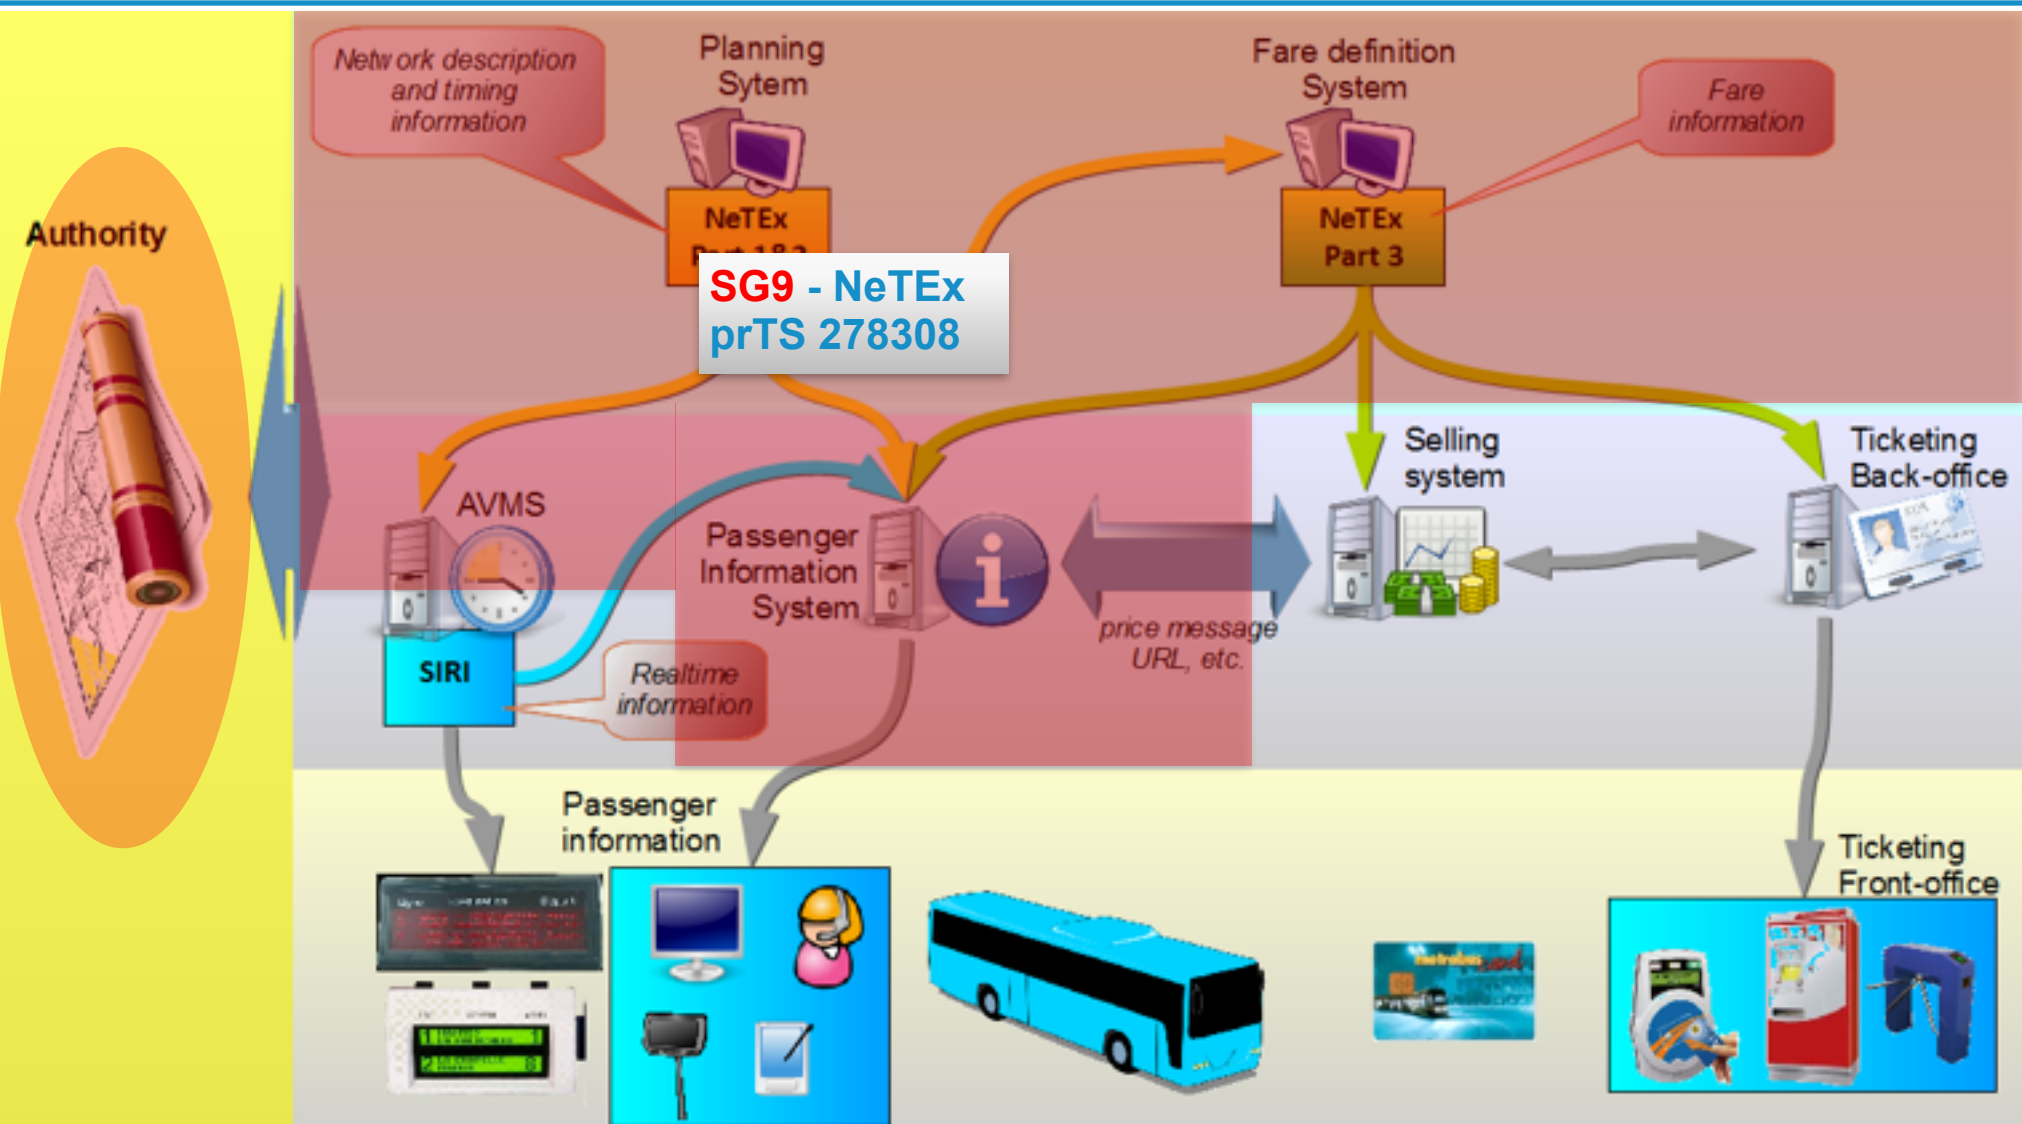 Network description
and timing
information
Planning
Sytem
Fare definition
System
Fare
information
NeTEx
NeTEx
Part 3
SG9 - NeTEx
prTS 278308
Authority
AVMS
SIRI
Realtime
information
Passenger
Information
System
price message
URL, etc.
Selling
system
Ticketing
Back-office
Passenger
information
Ticketing
Front-office
metrobus